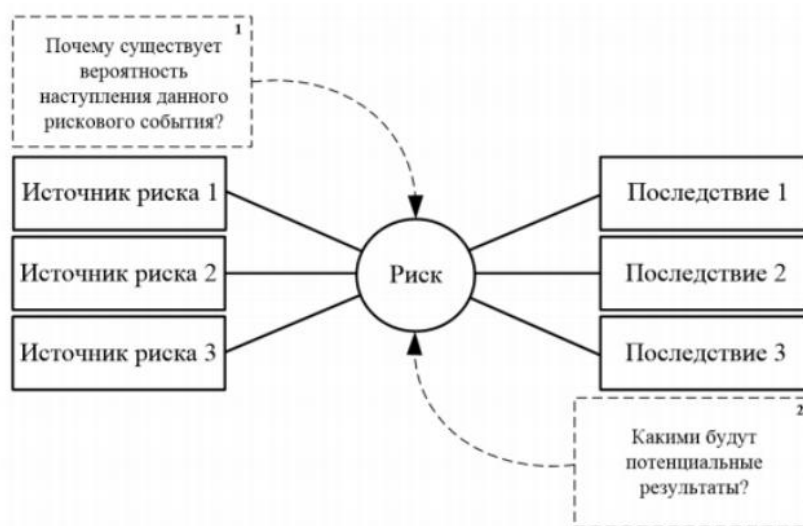 1
Почему существует
вероятность
наступления данного
рискового события?
Источник риска 1
Источник риска 2
Источник риска 3
Риск
Последствие 1
Последствие 2
Последствие 3
2
Какими будут
потенциальные
результаты?